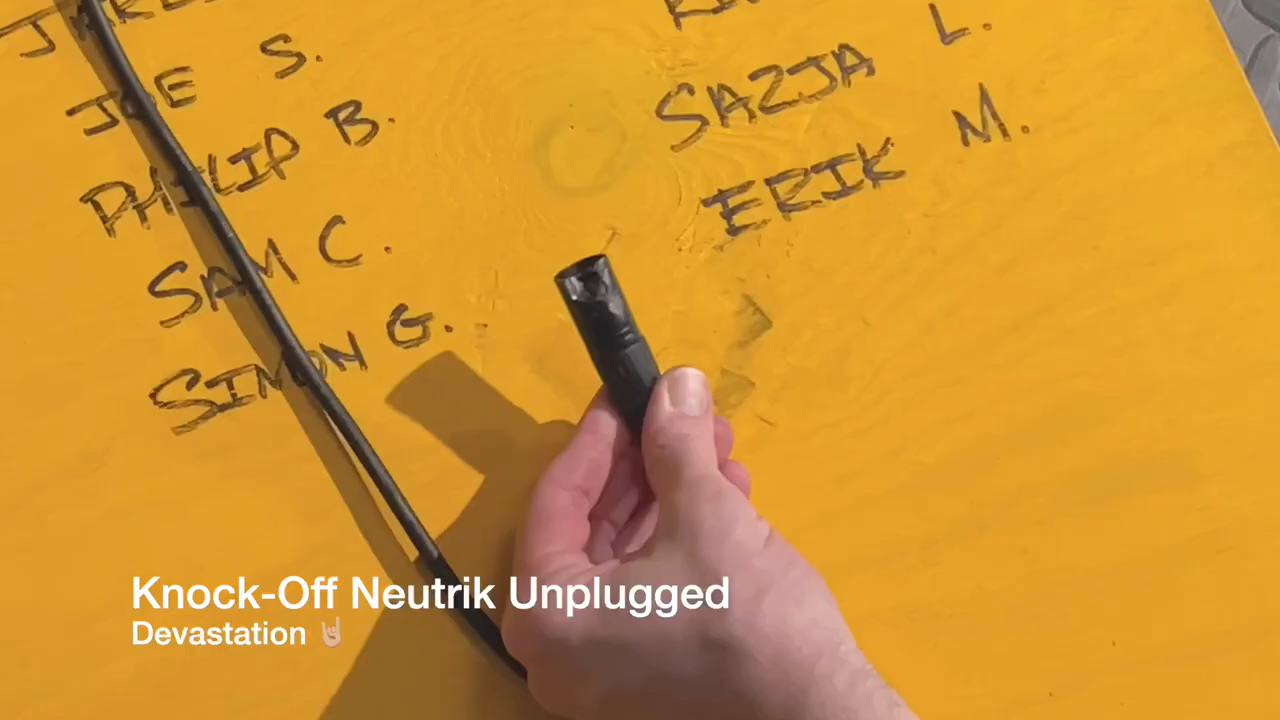 JOE S.
PHILIP B.
SAM C.
SIMON G.
L.
SAZJA
ERIK M.
Knock-Off Neutrik Unplugged
Devastation 🤘🏻